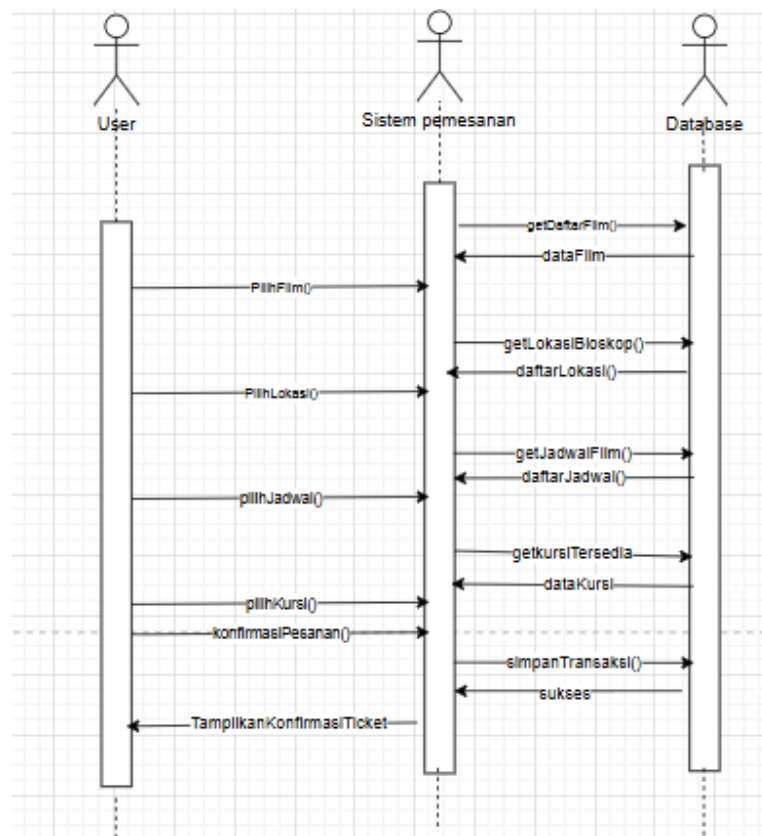 User
Sistem pemesanan
Database
getDaftarFilm()
dataFilm
PilihFilm()
getLokasiBioskop()
daftarLokasi()
PilihLokasi()
getJadwalFilm()
daftarJadwal()
pilihJadwal()
getkursiTersedia
dataKursi
pilihKursi()
konfirmasiPesanan()
simpanTransaksi()
sukses
TampilkanKonfirmasiTicket